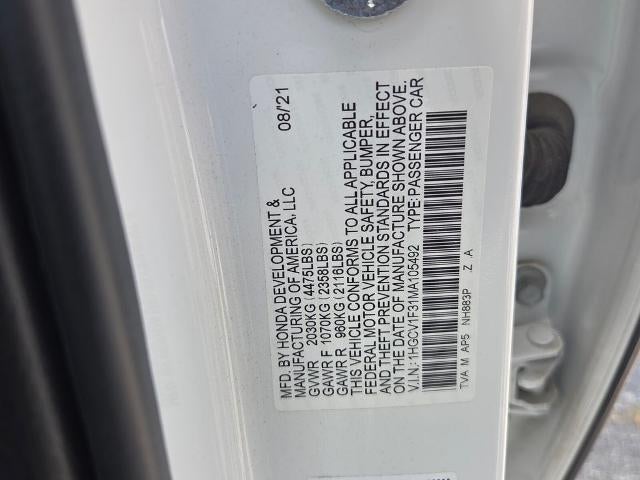 MFD. BY HONDA DEVELOPMENT & 08/'21
MANUFACTURING OF AMERICA, LLC
GVWR 2030KG (4475LBS)
GAWR F 1070KG (2358LBS)
GAWR R 960KG (2116LBS)
THIS VEHICLE CONFORMS TO ALL APPLICABLE
FEDERAL MOTOR VEHICLE SAFETY, BUMPER,
AND THEFT PREVENTION STANDARDS IN EFFECT
ON THE DATE OF MANUFACTURE SHOWN ABOVE.
V.I.N: 1HGCV1F31MA105492 TYPE: PASSENGER CAR
TVA M AP5 NH883P Z .A